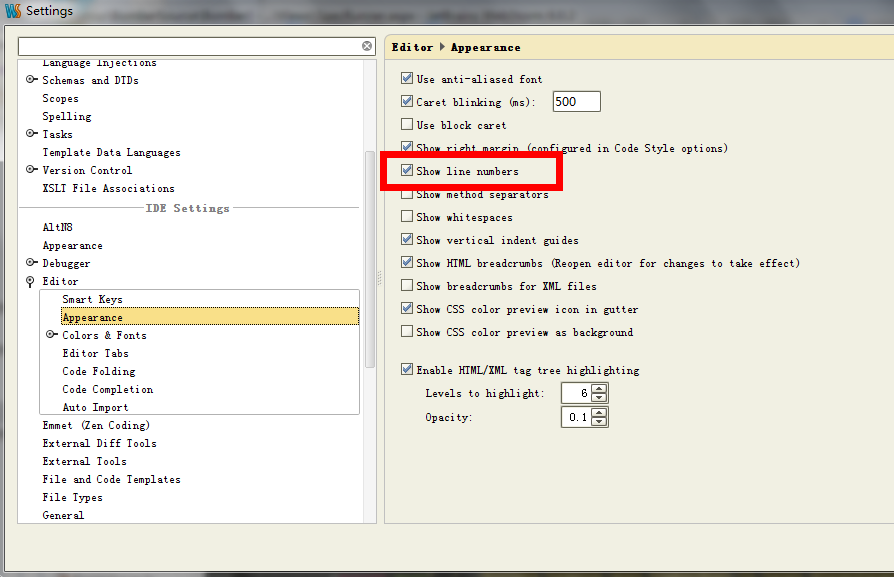 Settings
Language Injections
Schemas and DTDs
Scopes
Spelling
Tasks
Template Data Languages
Version Control
XSLT File Associations
IDE Settings
AltN8
Appearance
Debugger
Editor
Smart Keys
Appearance
Colors & Fonts
Editor Tabs
Code Folding
Code Completion
Auto Import
Emmet (Zen Coding)
External Diff Tools
External Tools
File and Code Templates
File Types
General
Editor Appearance
Use anti-aliased font
Caret blinking (ms): 500
Use block caret
Show right margin (configured in Code Style options)
Show line numbers
Show method separators
Show whitespaces
Show vertical indent guides
Show HTML breadcrumbs (Reopen editor for changes to take effect)
Show breadcrumbs for XML files
Show CSS color preview icon in gutter
Show CSS color preview as background
Enable HTML/XML tag tree highlighting
Levels to highlight: 6
Opacity: 0.1